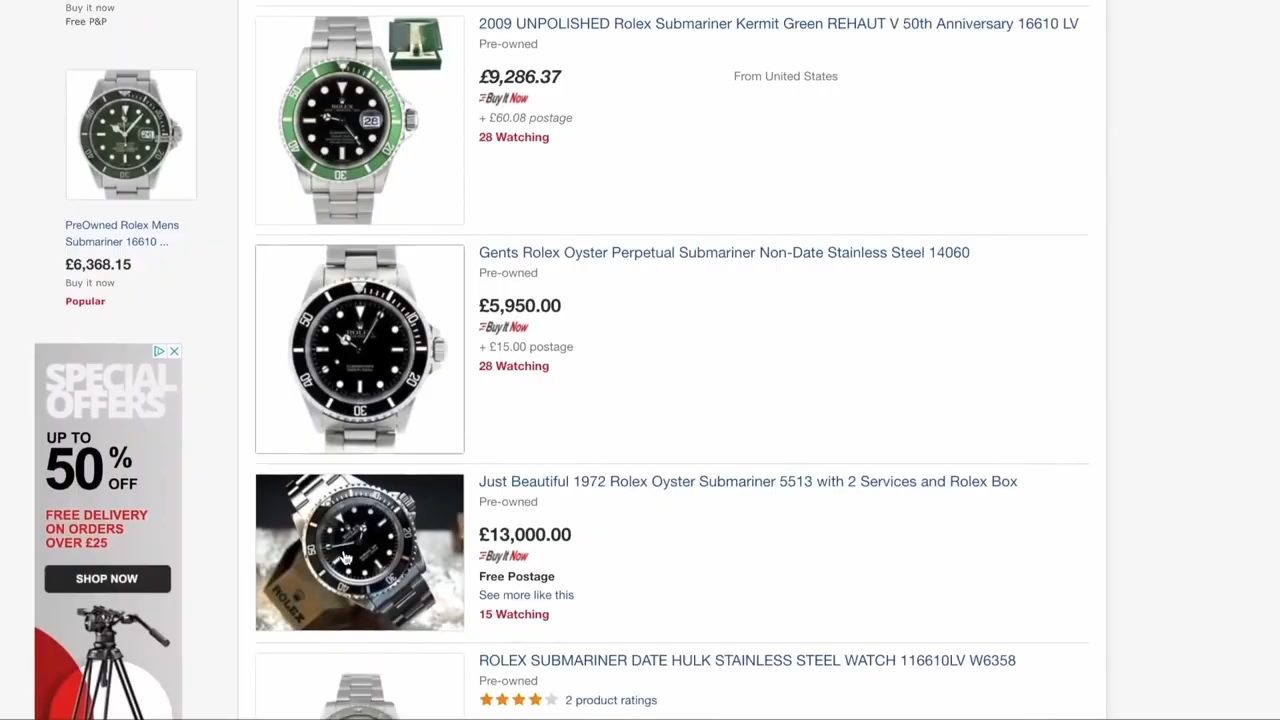 Buy it now
Free P&P
PreOwned Rolex Mens
Submariner 16610 ...
£6,368.15
Buy it now
Popular
SPECIAL
OFFERS
UP TO
50% OFF
FREE DELIVERY
ON ORDERS
OVER £25
SHOP NOW
2009 UNPOLISHED Rolex Submariner Kermit Green REHAUT V 50th Anniversary 16610 LV
Pre-owned
£9,286.37
From United States
Buy It Now
+ £60.08 postage
28 Watching
Gents Rolex Oyster Perpetual Submariner Non-Date Stainless Steel 14060
Pre-owned
£5,950.00
Buy It Now
+ £15.00 postage
28 Watching
ROLEX
Just Beautiful 1972 Rolex Oyster Submariner 5513 with 2 Services and Rolex Box
Pre-owned
£13,000.00
Buy It Now
Free Postage
See more like this
15 Watching
ROLEX SUBMARINER DATE HULK STAINLESS STEEL WATCH 116610LV W6358
Pre-owned
2 product ratings